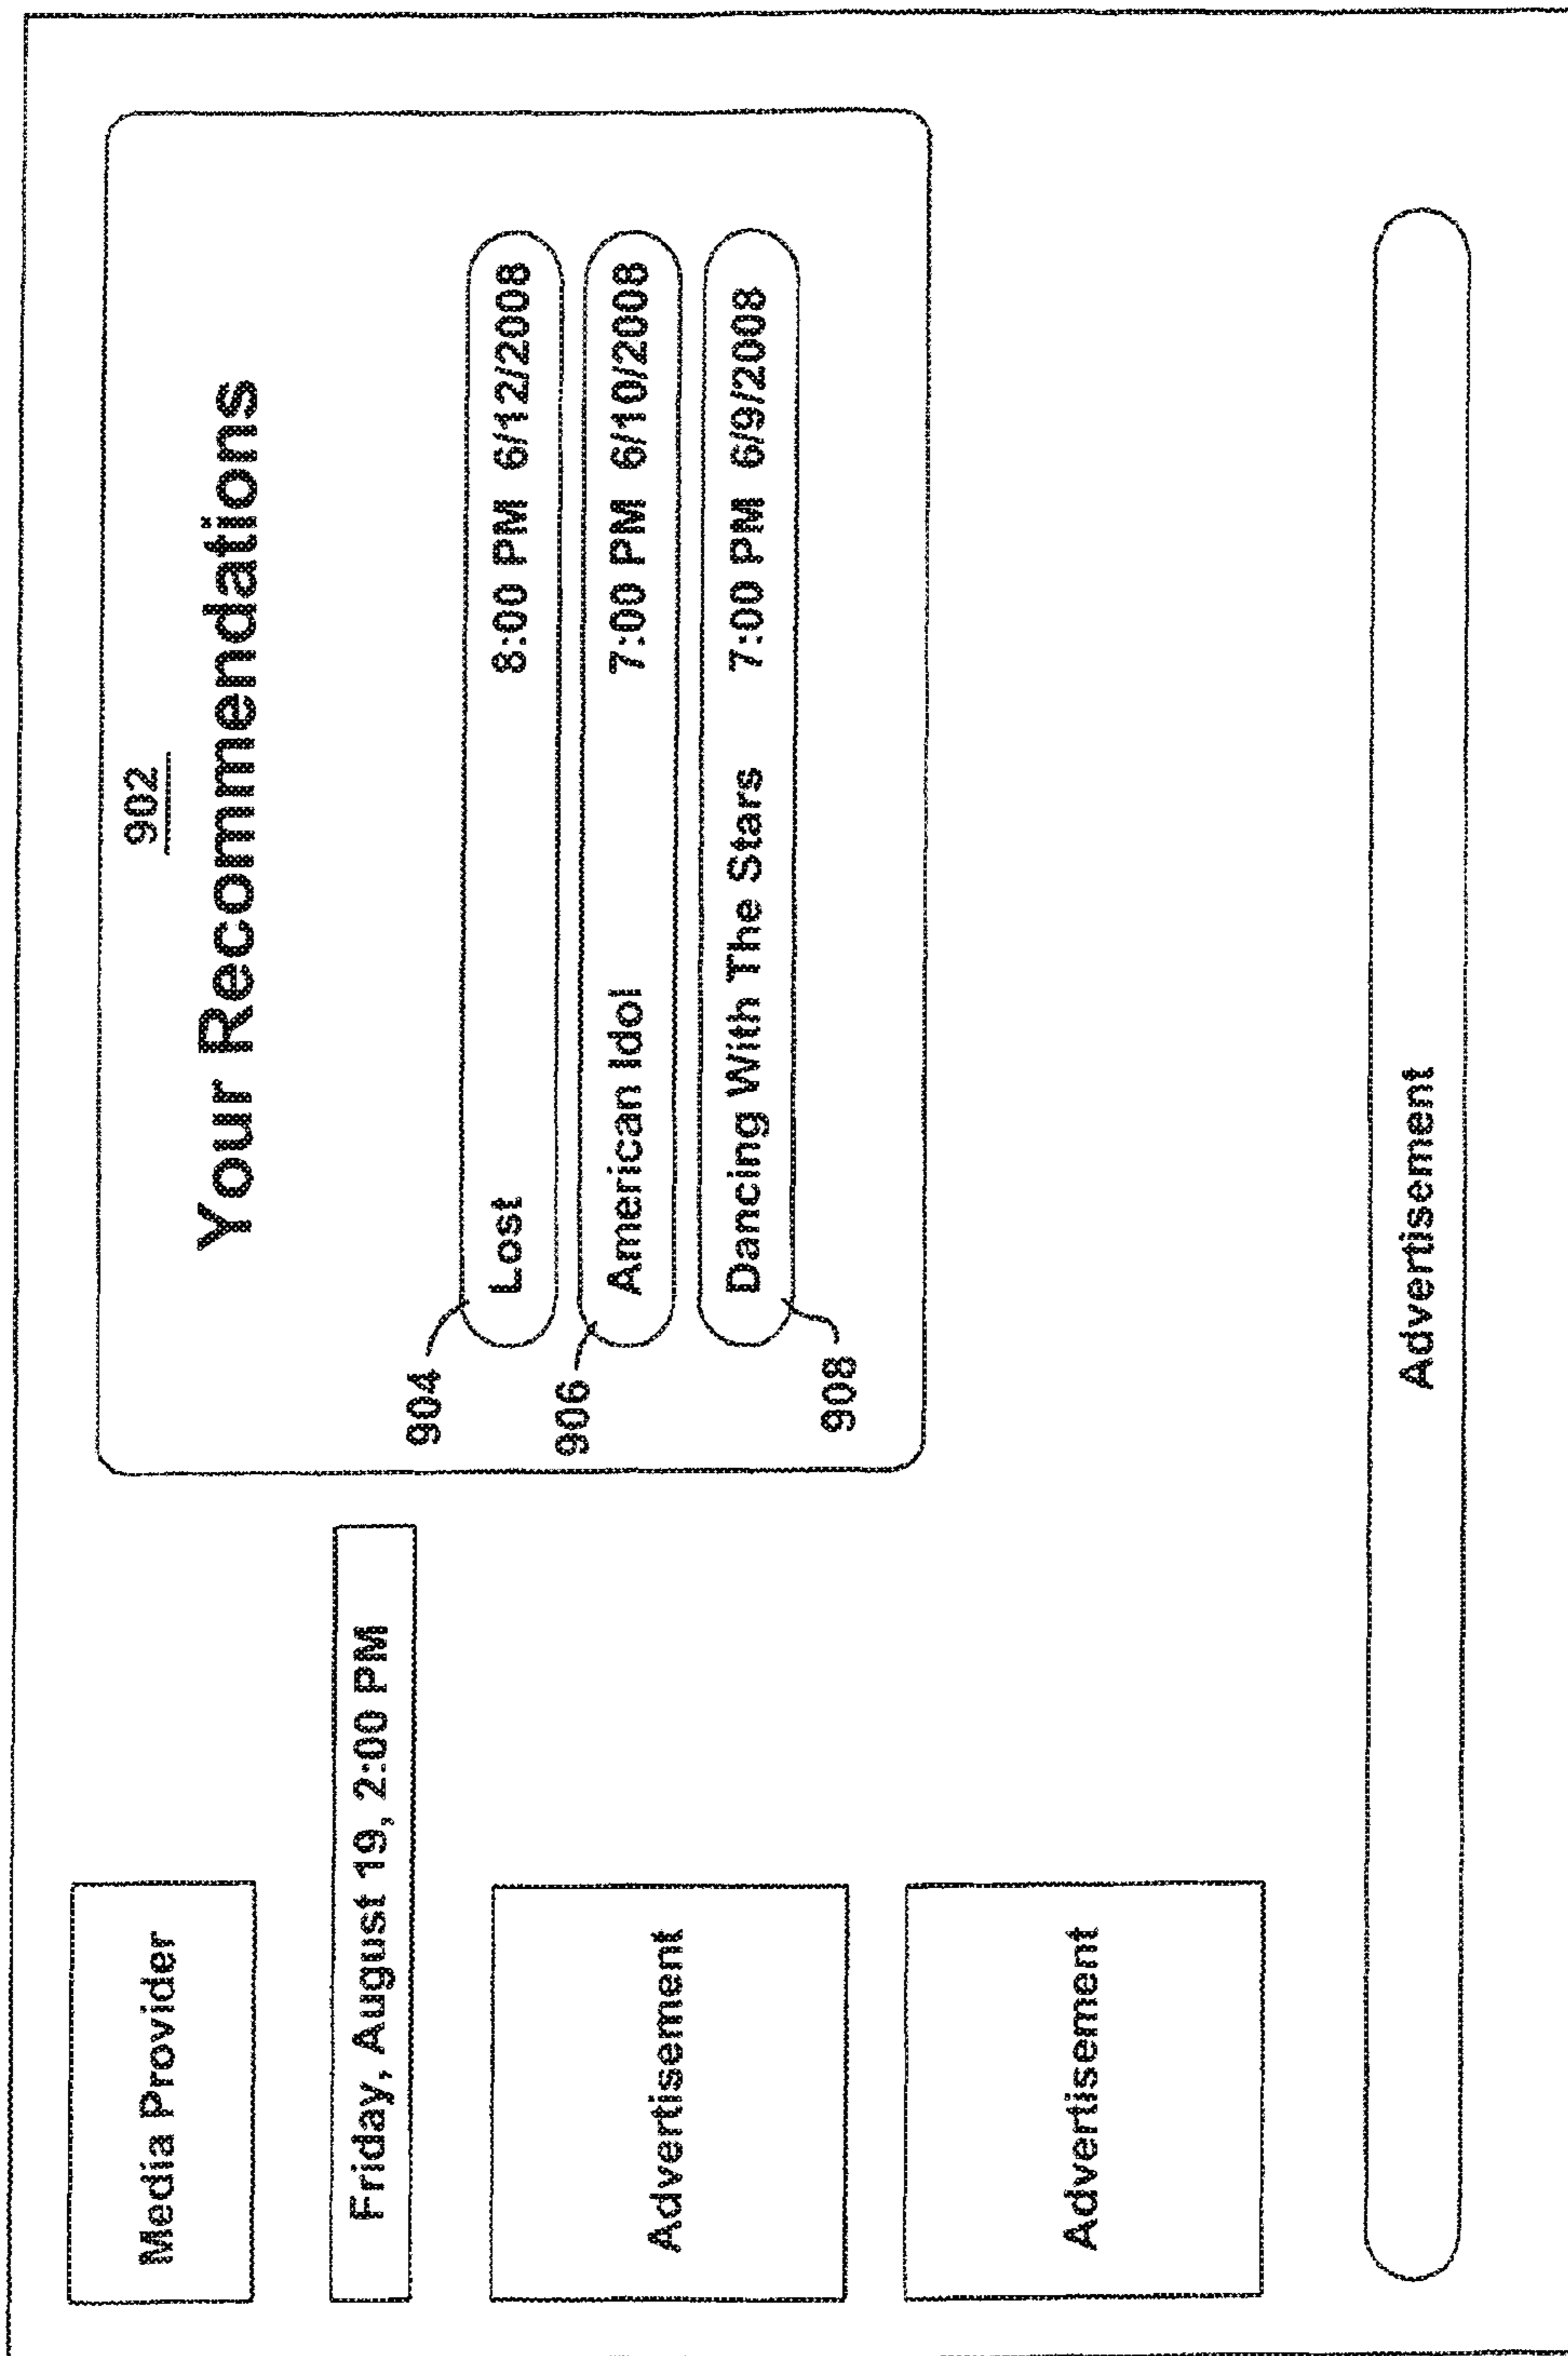 Media Provider
Friday, August 19, 2:00 PM
Advertisement
Advertisement
902
Your Recommendations
904
Lost 8:00 PM 6/12/2008
906
American Idol 7:00 PM 6/10/2008
Dancing With The Stars 7:00 PM 6/9/2008
908
Advertisement